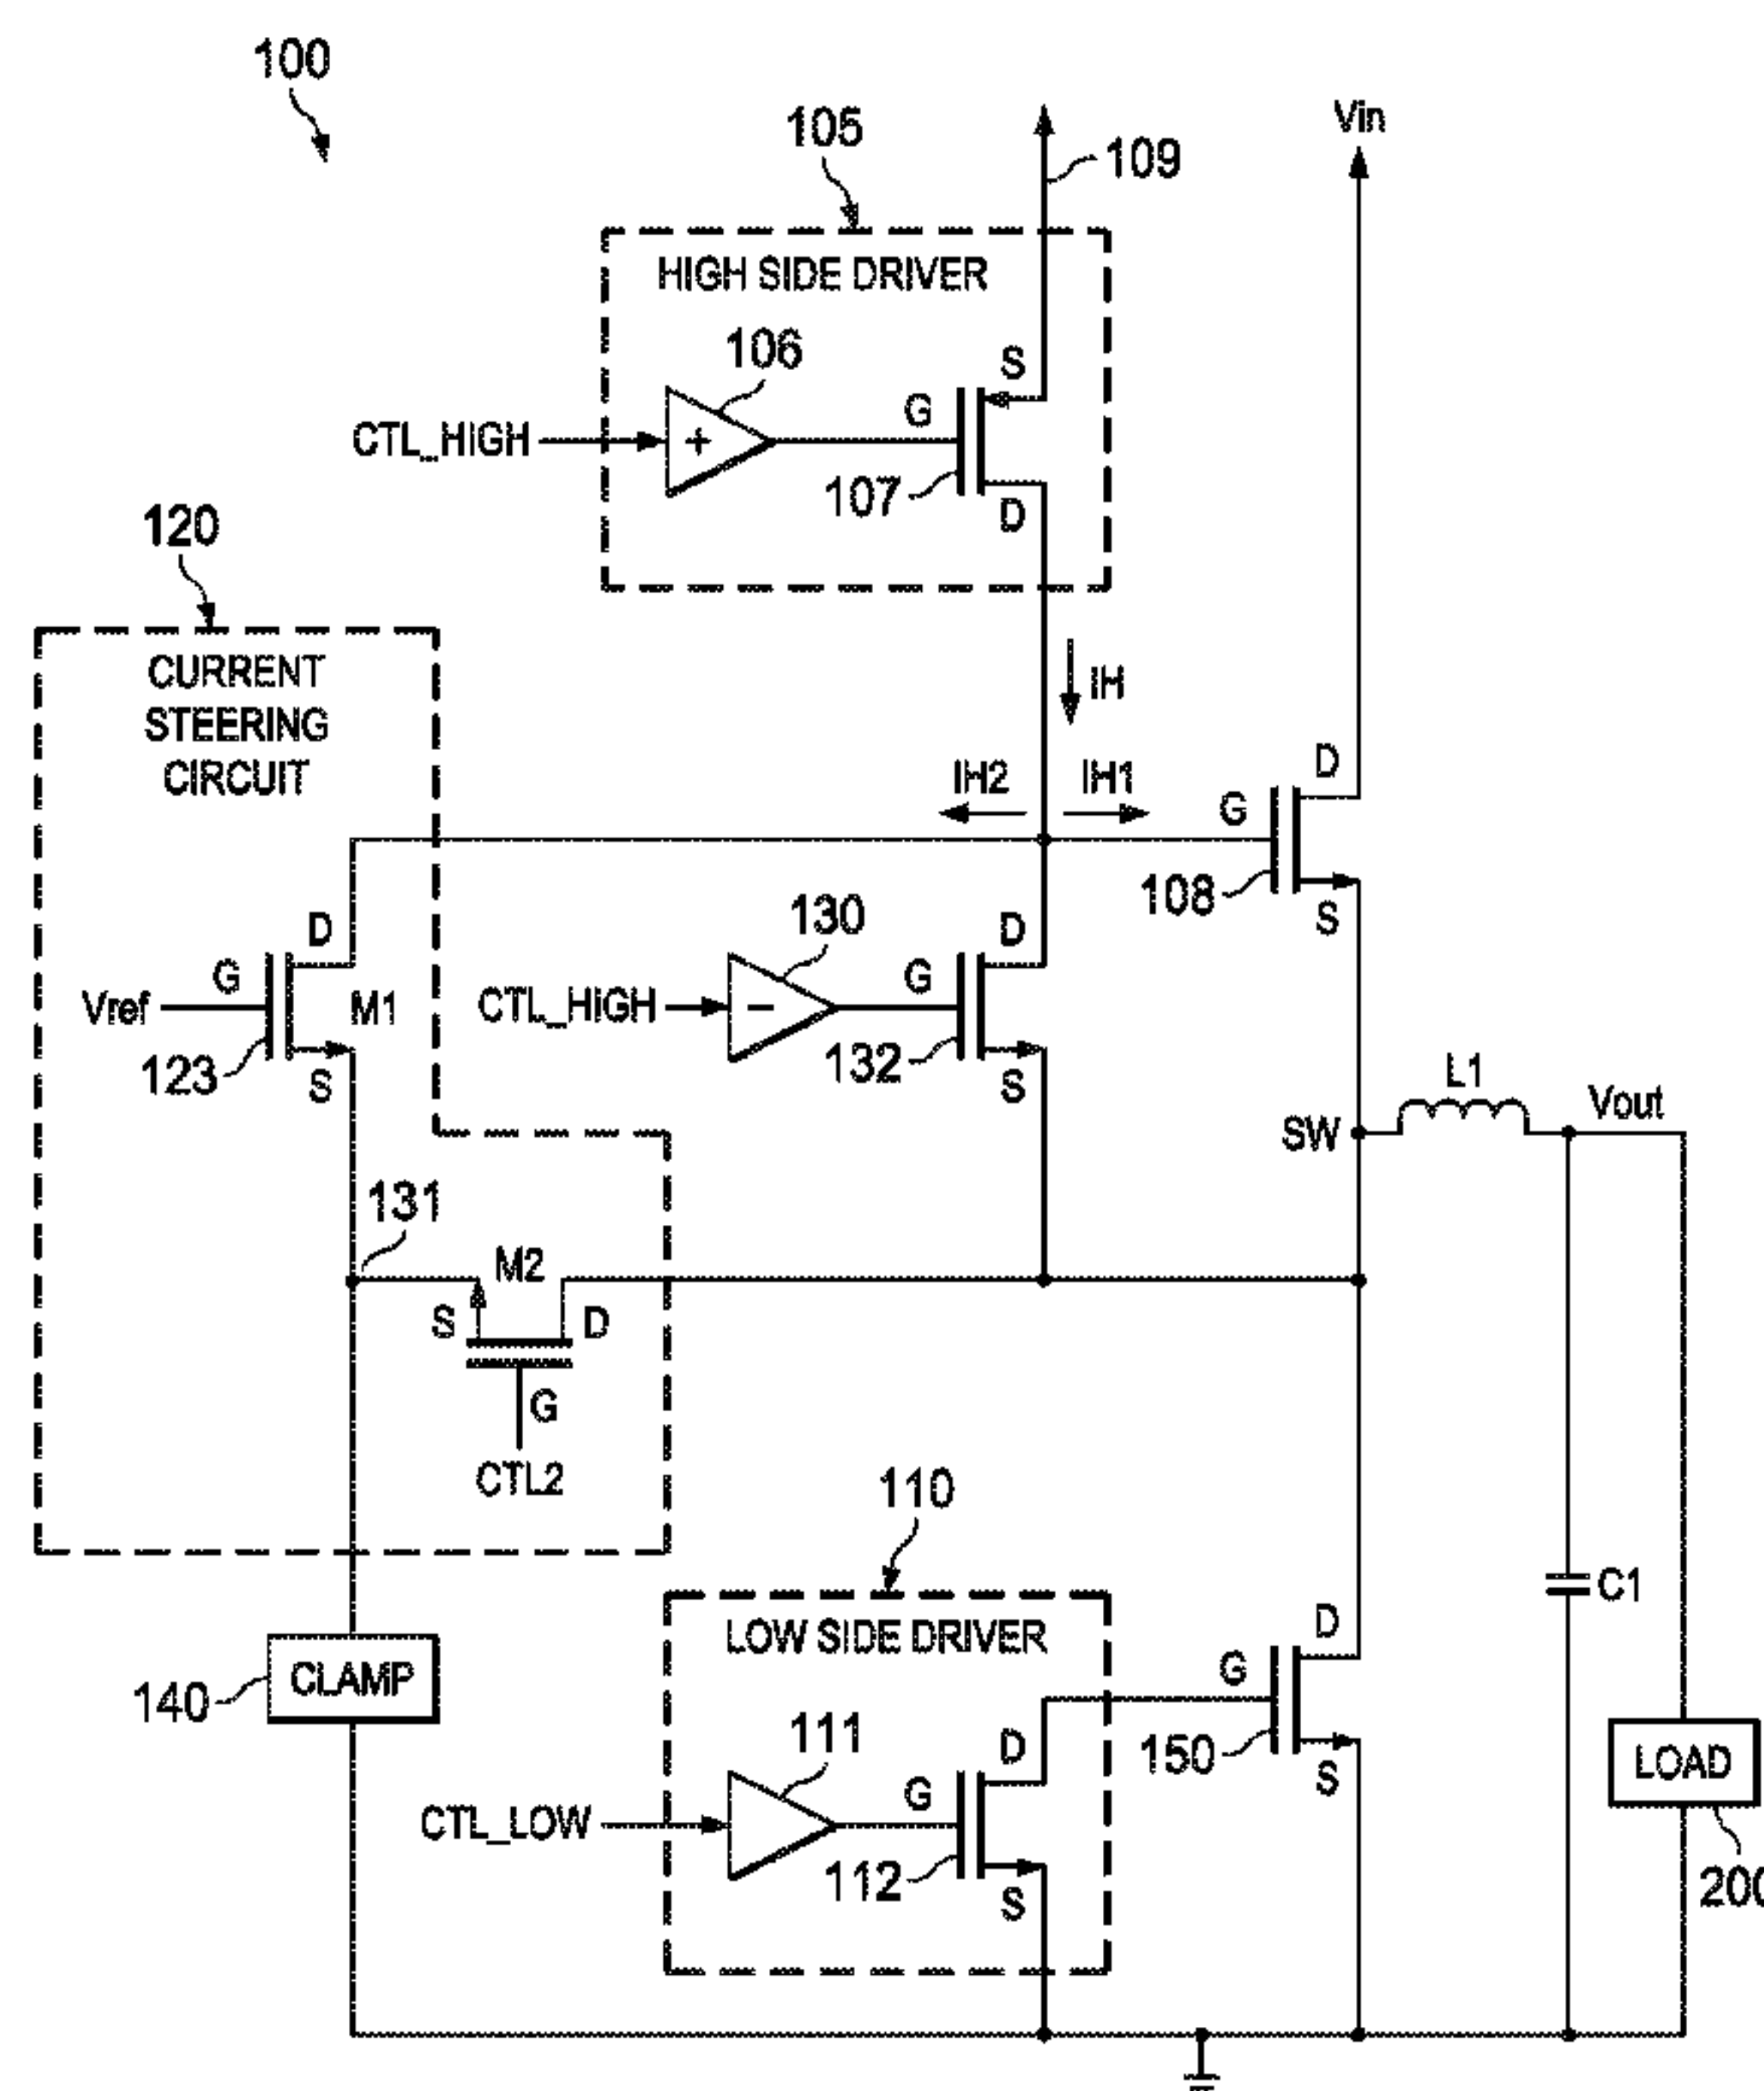 100
105
109
Vin
HIGH SIDE DRIVER
106
S
G
CTL_HIGH
+
107
D
120
CURRENT
STEERING
CIRCUIT
IH
IH2
IH1
D
G
108
S
130
D
D
G
G
Vref
M1
CTL_HIGH
−
132
123
S
S
L1
Vout
SW
131
M2
S
D
G
CTL2
110
C1
LOW SIDE DRIVER
D
G
CLAMP
140
111
D
150
S
LOAD
G
CTL_LOW
112
S
200